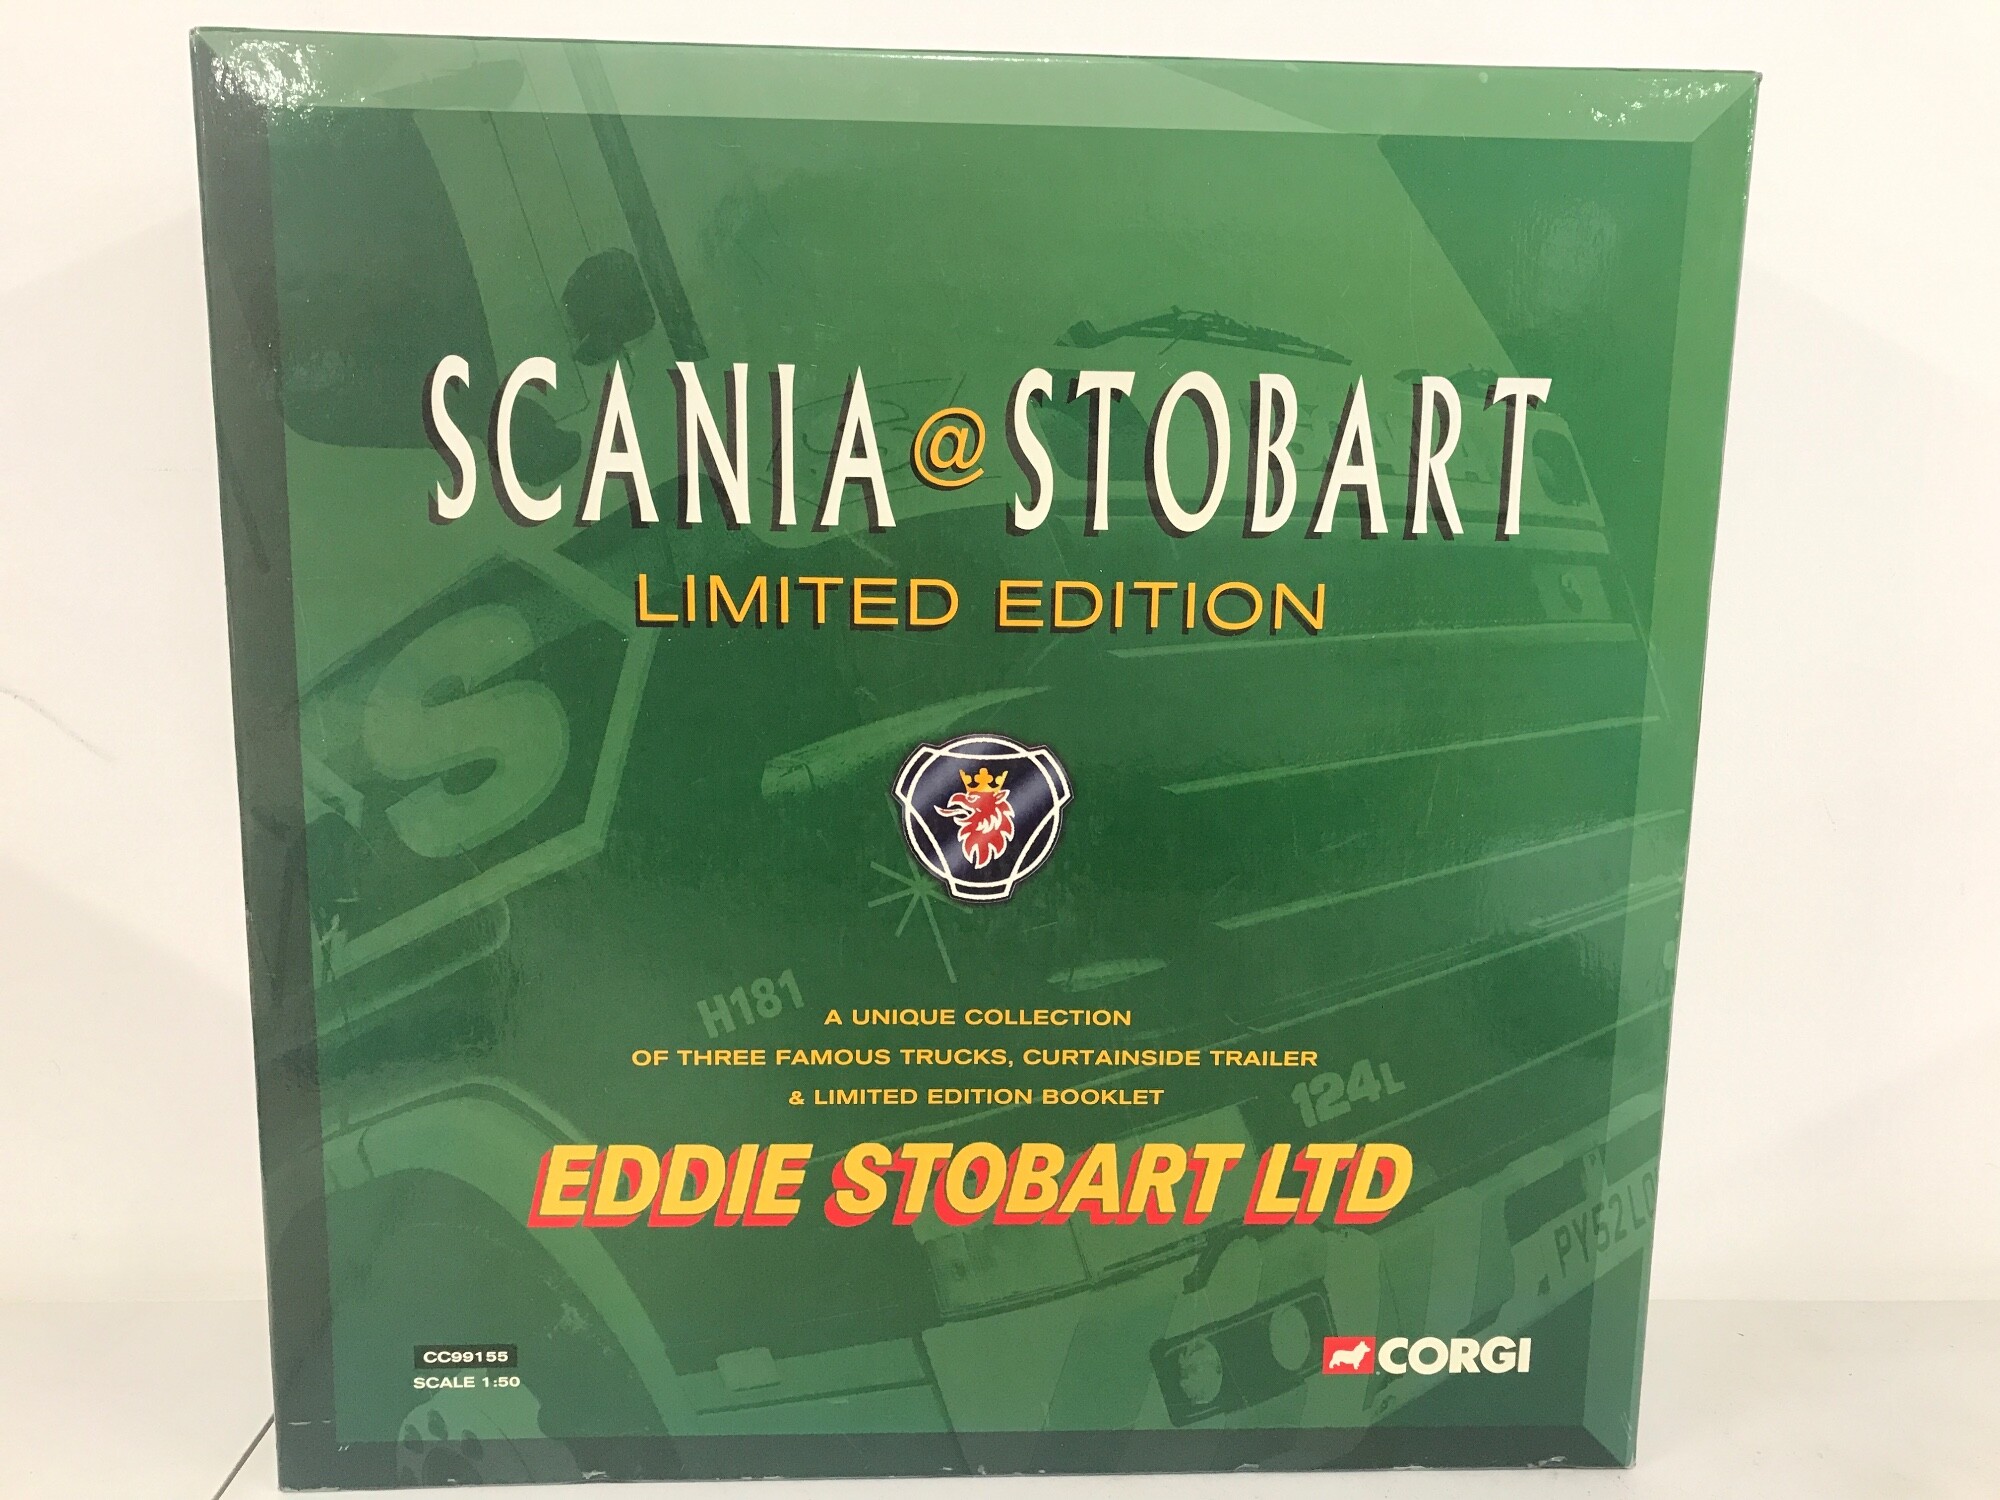 SCANIA @ STOBART
LIMITED EDITION
S
H181
A UNIQUE COLLECTION
OF THREE FAMOUS TRUCKS, CURTAINSIDE TRAILER
& LIMITED EDITION BOOKLET
124L
EDDIE STOBART LTD
PY52
CC99155
SCALE 1:50
CORGI